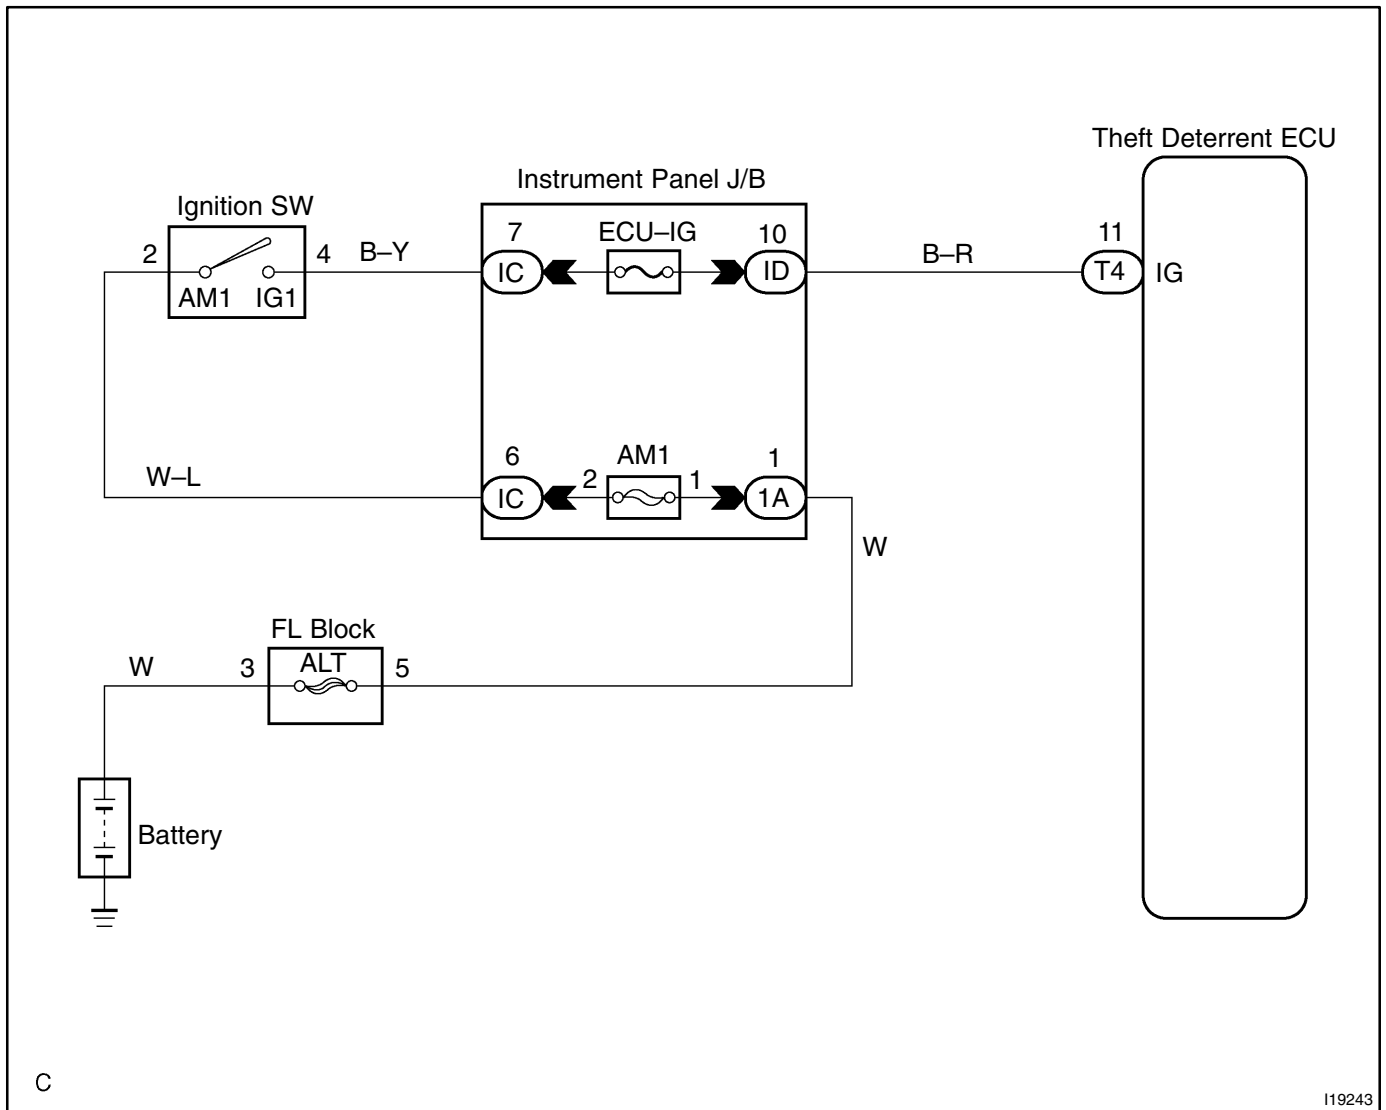 Theft Deterrent ECU
Instrument Panel J/B
Ignition SW
2 4 B–Y 7 ECU–IG 10 B–R 11
AM1 IG1 IC ID T4 IG
W–L 6 2 AM1 1 1
IC 1A
W
FL Block
W 3 ALT 5
Battery
C
I19243